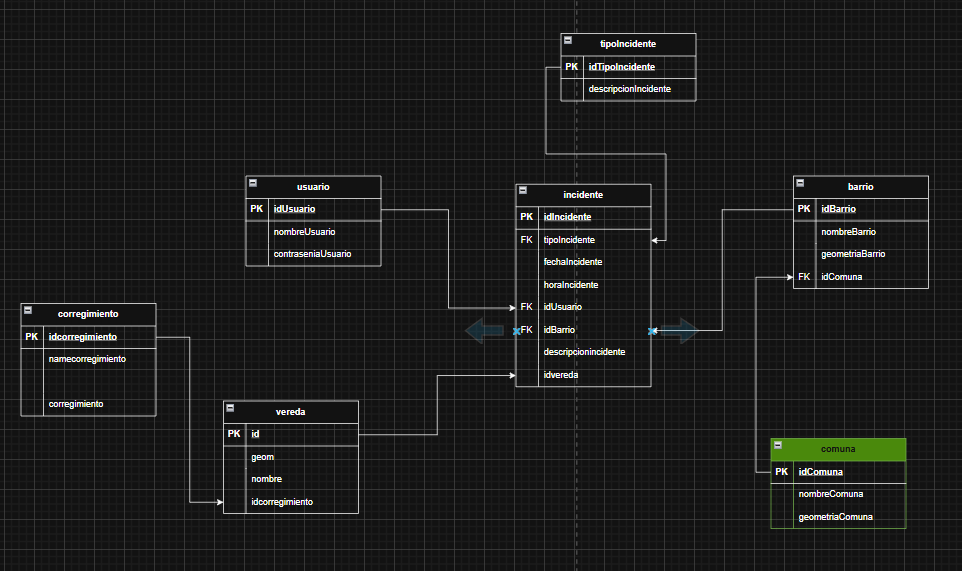 tipoIncidente
PK idTipoIncidente
descripcionIncidente
usuario
PK idUsuario
nombreUsuario
contraseniaUsuario
incidente
PK idIncidente
FK tipoIncidente
fechaIncidente
horaIncidente
FK idUsuario
FK idBarrio
descripcionincidente
idvereda
barrio
PK idBarrio
nombreBarrio
geometriaBarrio
FK idComuna
corregimiento
PK idcorregimiento
namecorregimiento
corregimiento
vereda
PK id
geom
nombre
idcorregimiento
comuna
PK idComuna
nombreComuna
geometriaComuna